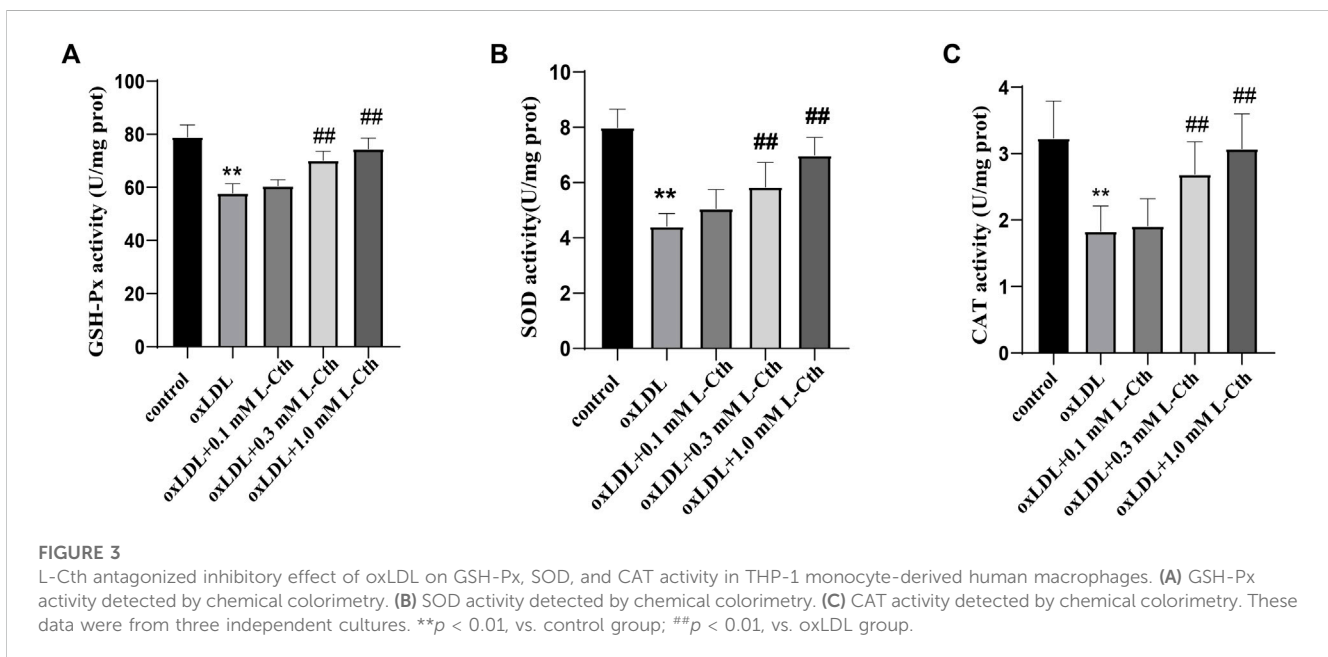 A
GSH-Px activity (U/mg prot)
100
80
60
40
20
0
**
##
##
control
oxLDL
oxLDL+0.1 mM L-Cth
oxLDL+0.3 mM L-Cth
oxLDL+1.0 mM L-Cth
B
SOD activity(U/mg prot)
10
8
6
4
2
0
**
##
##
control
oxLDL
oxLDL+0.1 mM L-Cth
oxLDL+0.3 mM L-Cth
oxLDL+1.0 mM L-Cth
C
CAT activity (U/mg prot)
4
3
2
1
0
**
##
##
control
oxLDL
oxLDL+0.1 mM L-Cth
oxLDL+0.3 mM L-Cth
oxLDL+1.0 mM L-Cth
FIGURE 3
L-Cth antagonized inhibitory effect of oxLDL on GSH-Px, SOD, and CAT activity in THP-1 monocyte-derived human macrophages. (A) GSH-Px
activity detected by chemical colorimetry. (B) SOD activity detected by chemical colorimetry. (C) CAT activity detected by chemical colorimetry. These
data were from three independent cultures. **p < 0.01, vs. control group; ##p < 0.01, vs. oxLDL group.